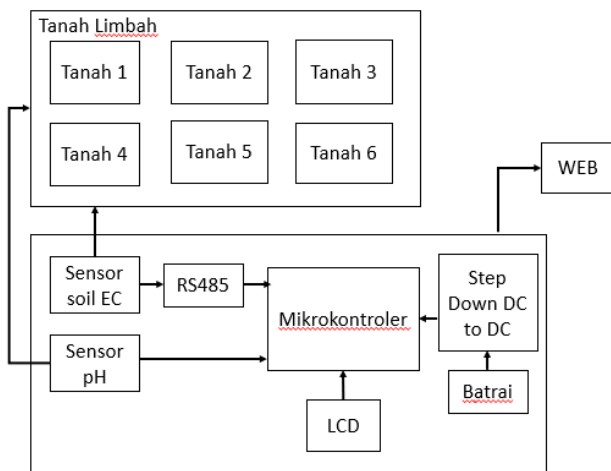 Tanah Limbah
Tanah 1
Tanah 2
Tanah 3
Tanah 4
Tanah 5
Tanah 6
WEB
Sensor
soil EC
RS485
Mikrokontroler
Step
Down DC
to DC
Sensor
pH
Batrai
LCD